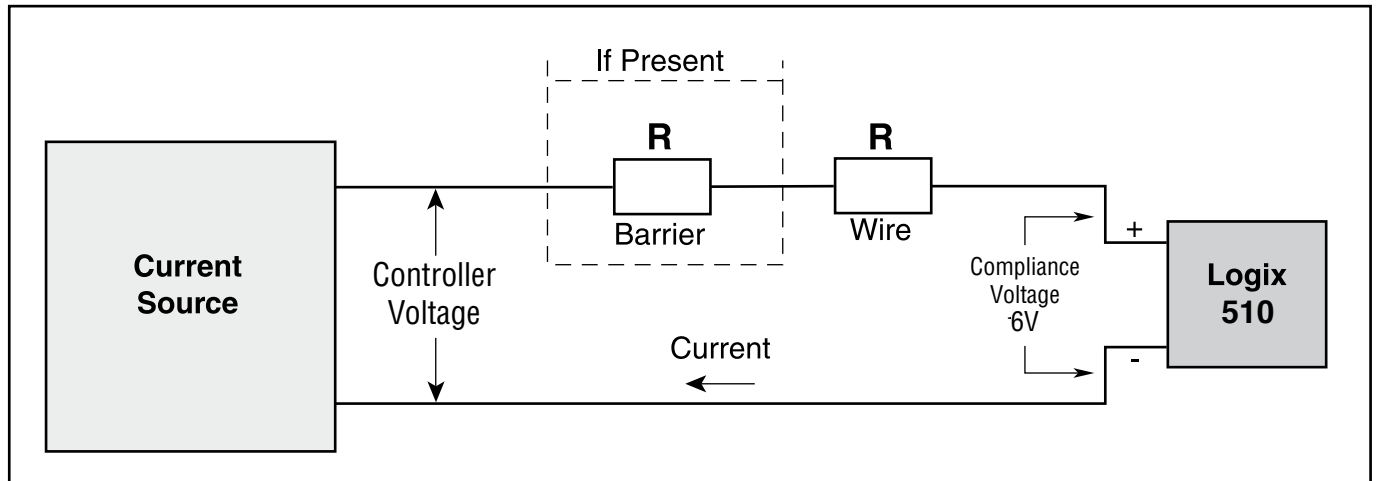 If Present
R
R
Barrier
Wire
Current
Source
Controller
Voltage
Compliance
Voltage
-6V
+
-
Logix
510
Current